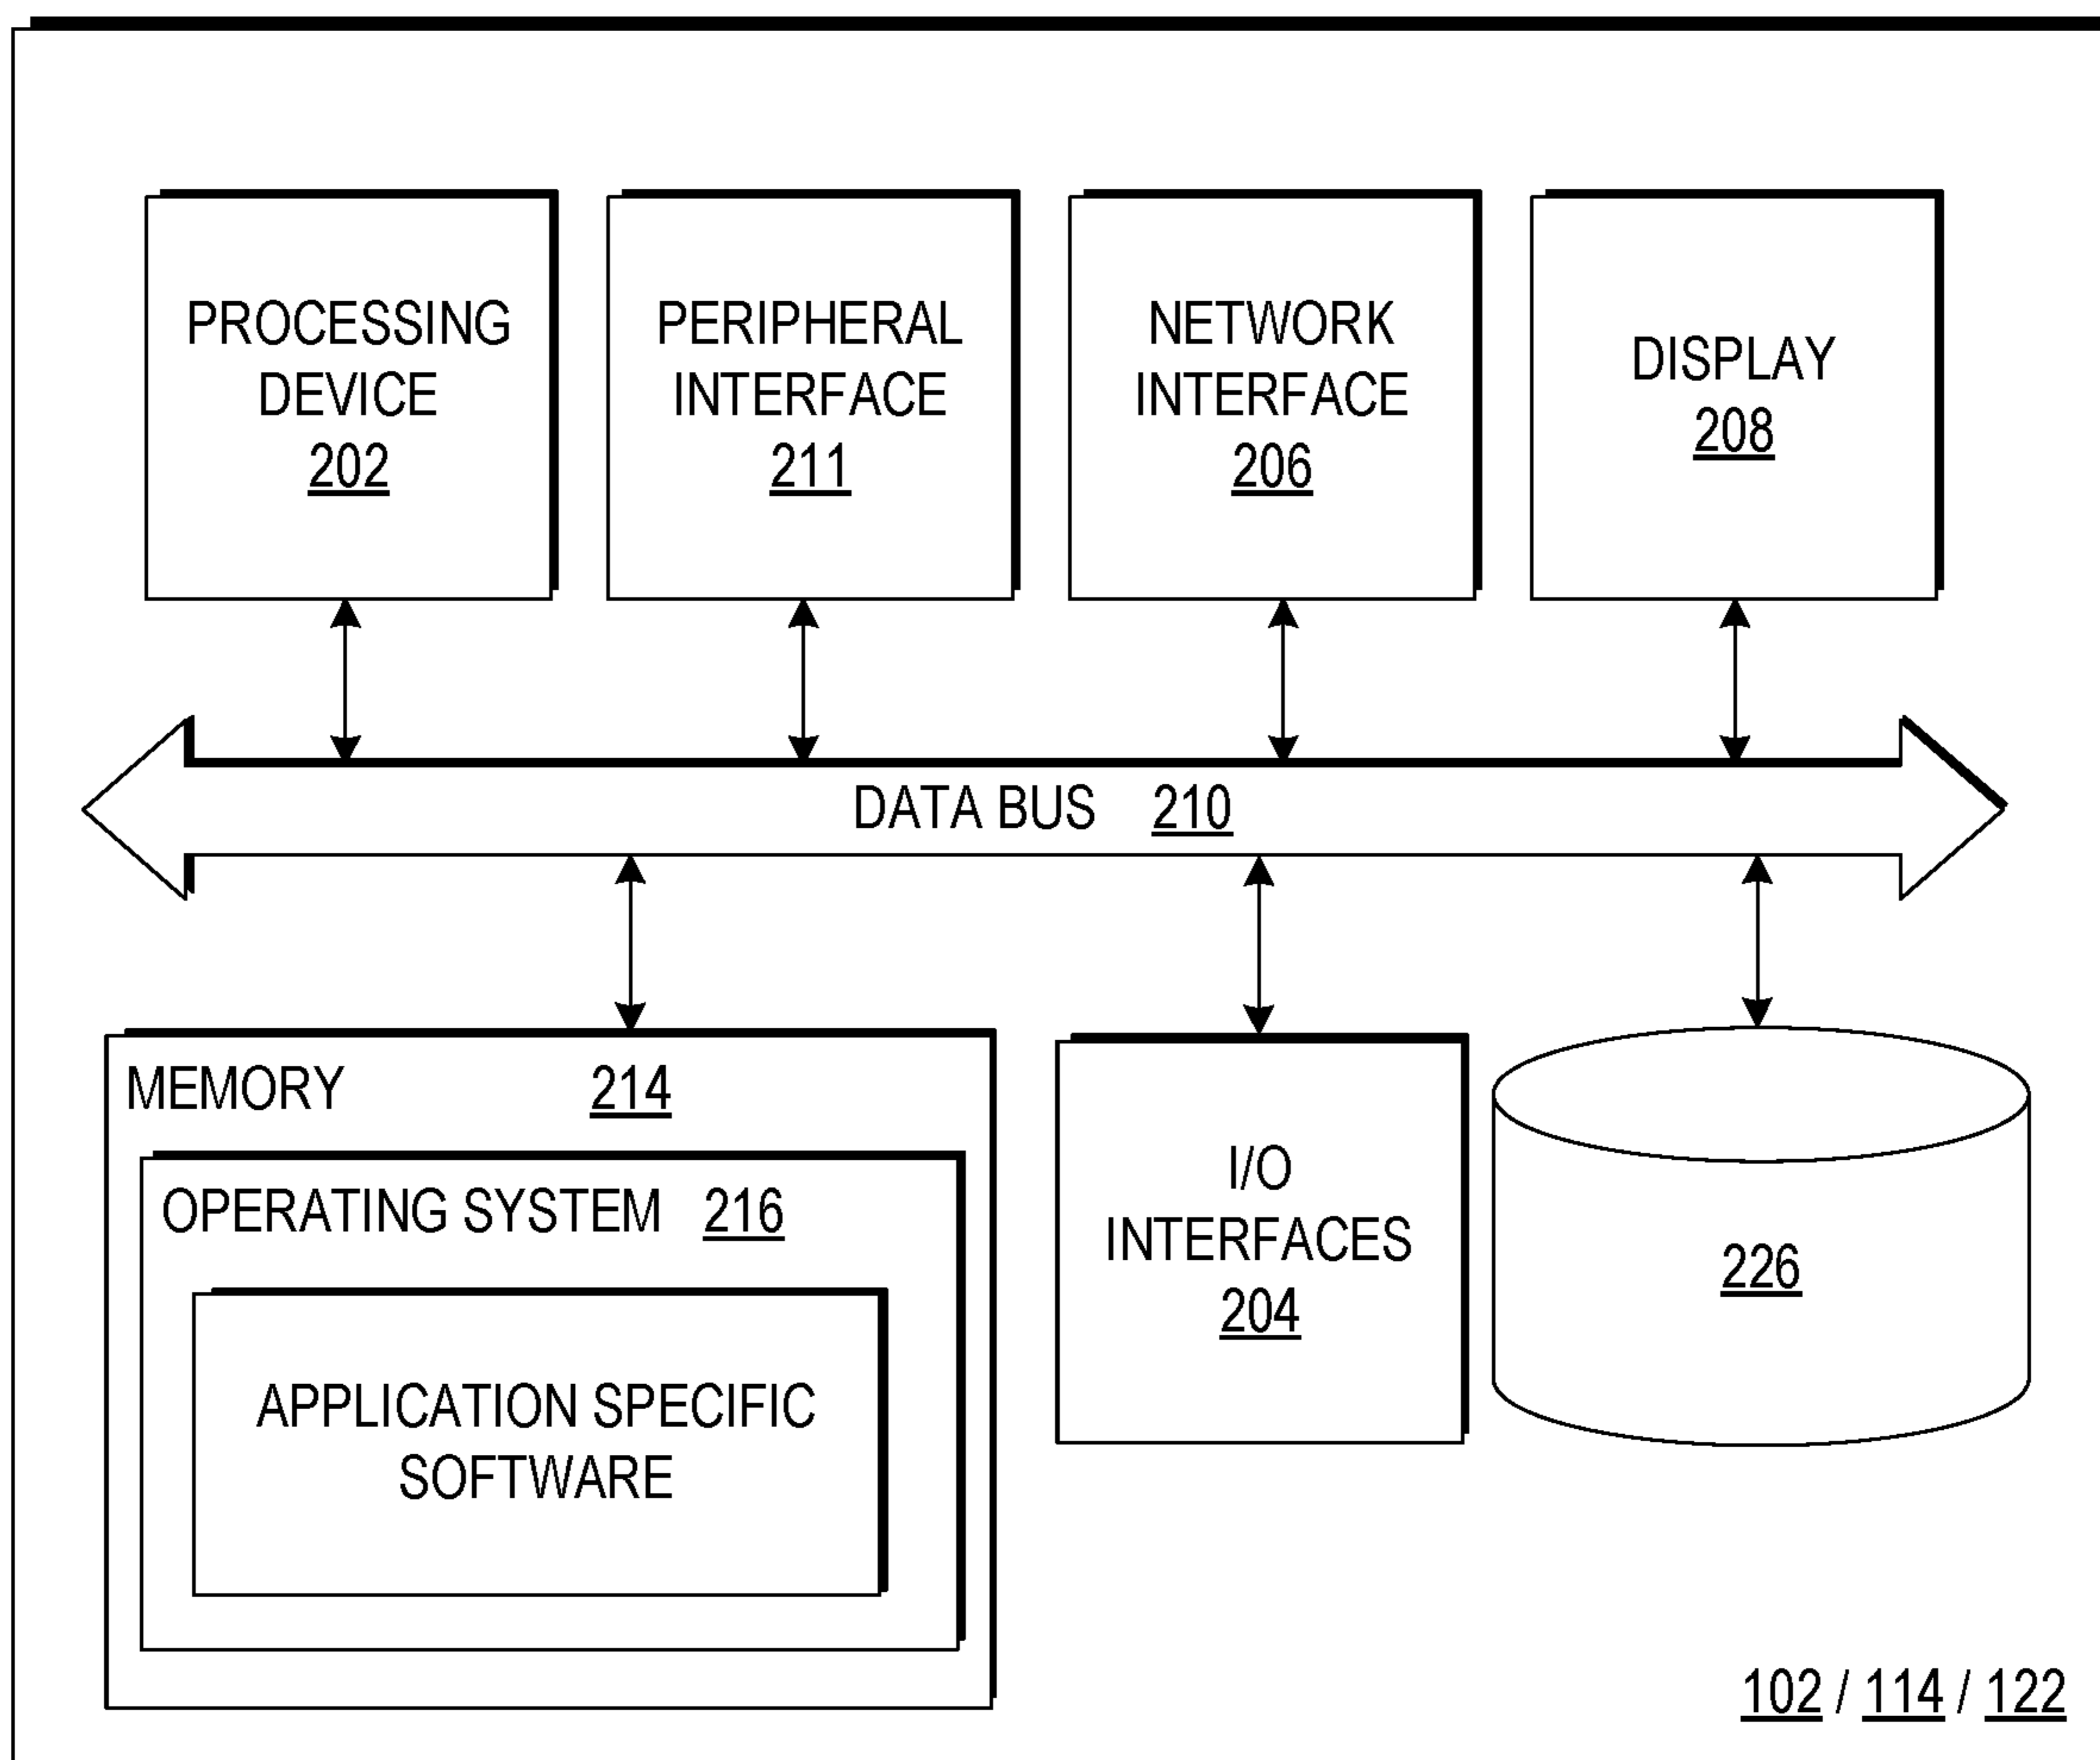 PROCESSING
DEVICE
202
PERIPHERAL
INTERFACE
211
NETWORK
INTERFACE
206
DISPLAY
208
DATA BUS 210
MEMORY 214
OPERATING SYSTEM 216
APPLICATION SPECIFIC
SOFTWARE
I/O
INTERFACES
204
226
102 / 114 / 122